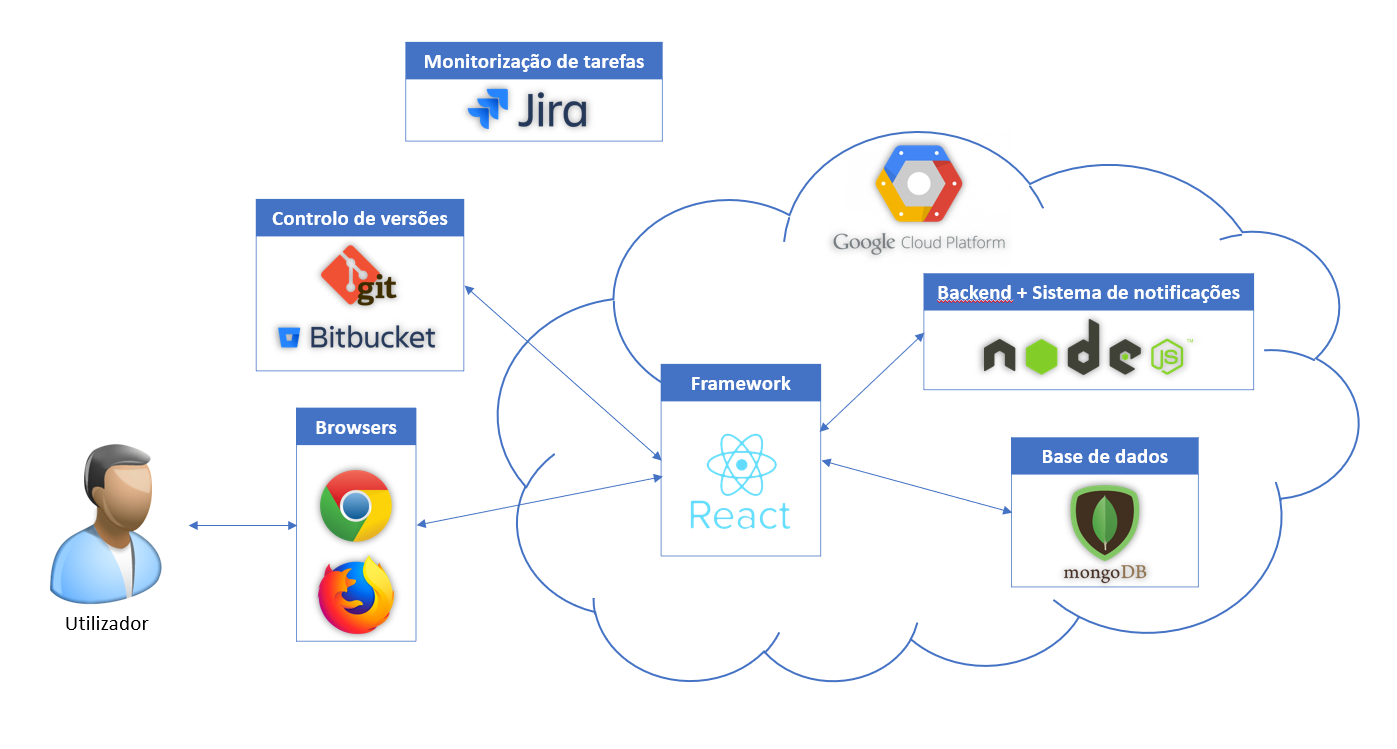 Monitorização de tarefas
Jira
Google Cloud Platform
Controlo de versões
git
Bitbucket
Backend + Sistema de notificações
node
JS
TM
Framework
React
Browsers
Base de dados
mongoDB
Utilizador